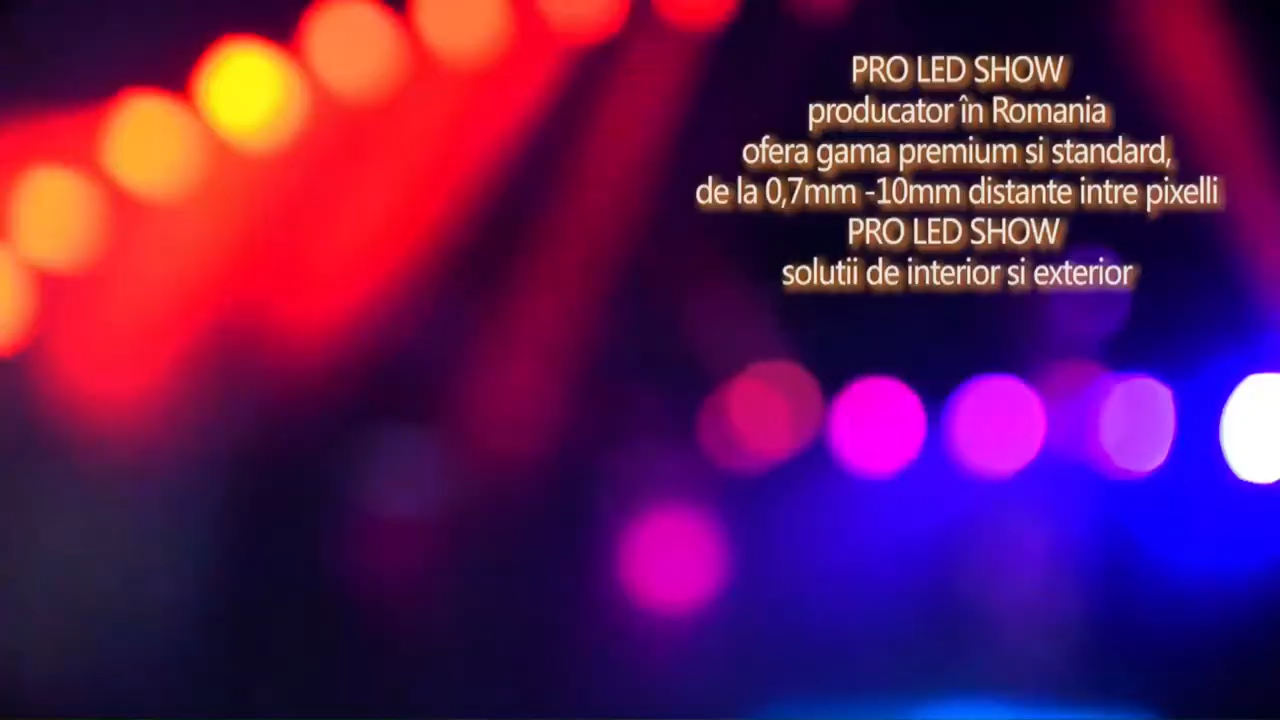 PRO LED SHOW
producator în Romania
ofera gama premium si standard,
de la 0,7mm -10mm distante intre pixelli
PRO LED SHOW
solutii de interior si exterior